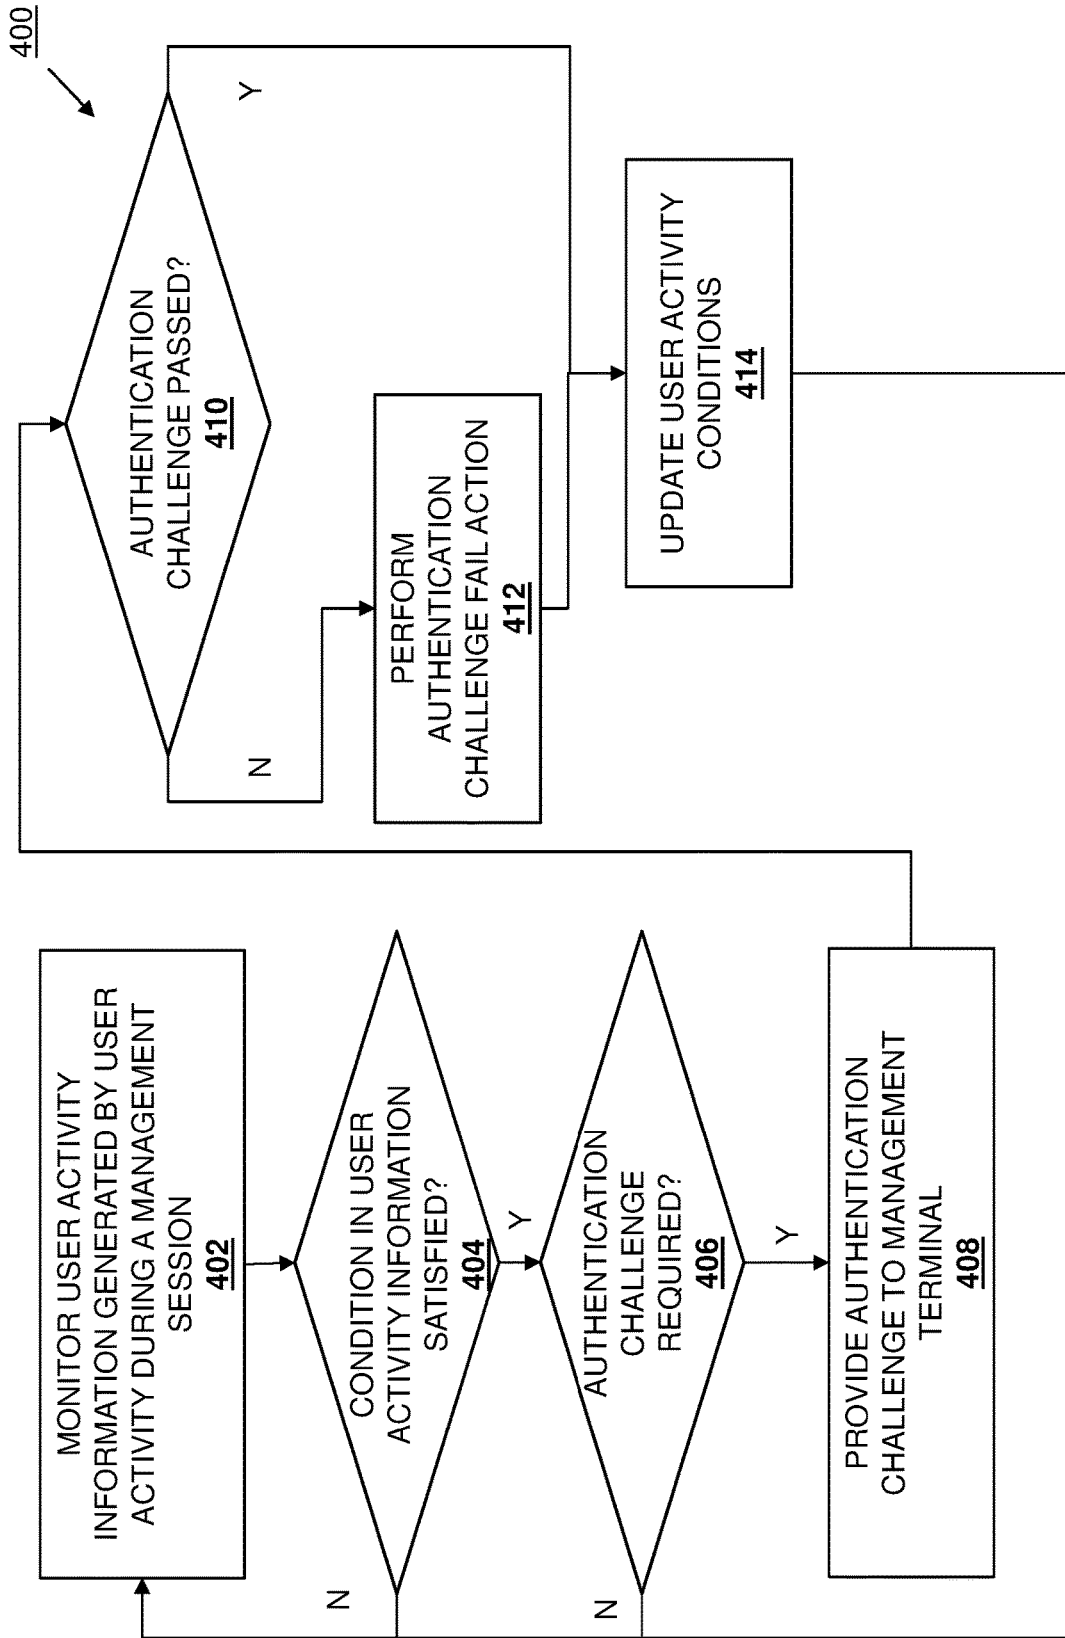 400
MONITOR USER ACTIVITY
INFORMATION GENERATED BY USER
ACTIVITY DURING A MANAGEMENT
SESSION
402
CONDITION IN USER
ACTIVITY INFORMATION
SATISFIED?
404
N
Y
AUTHENTICATION
CHALLENGE
REQUIRED?
406
N
Y
PROVIDE AUTHENTICATION
CHALLENGE TO MANAGEMENT
TERMINAL
408
AUTHENTICATION
CHALLENGE PASSED?
410
N
Y
PERFORM
AUTHENTICATION
CHALLENGE FAIL ACTION
412
UPDATE USER ACTIVITY
CONDITIONS
414